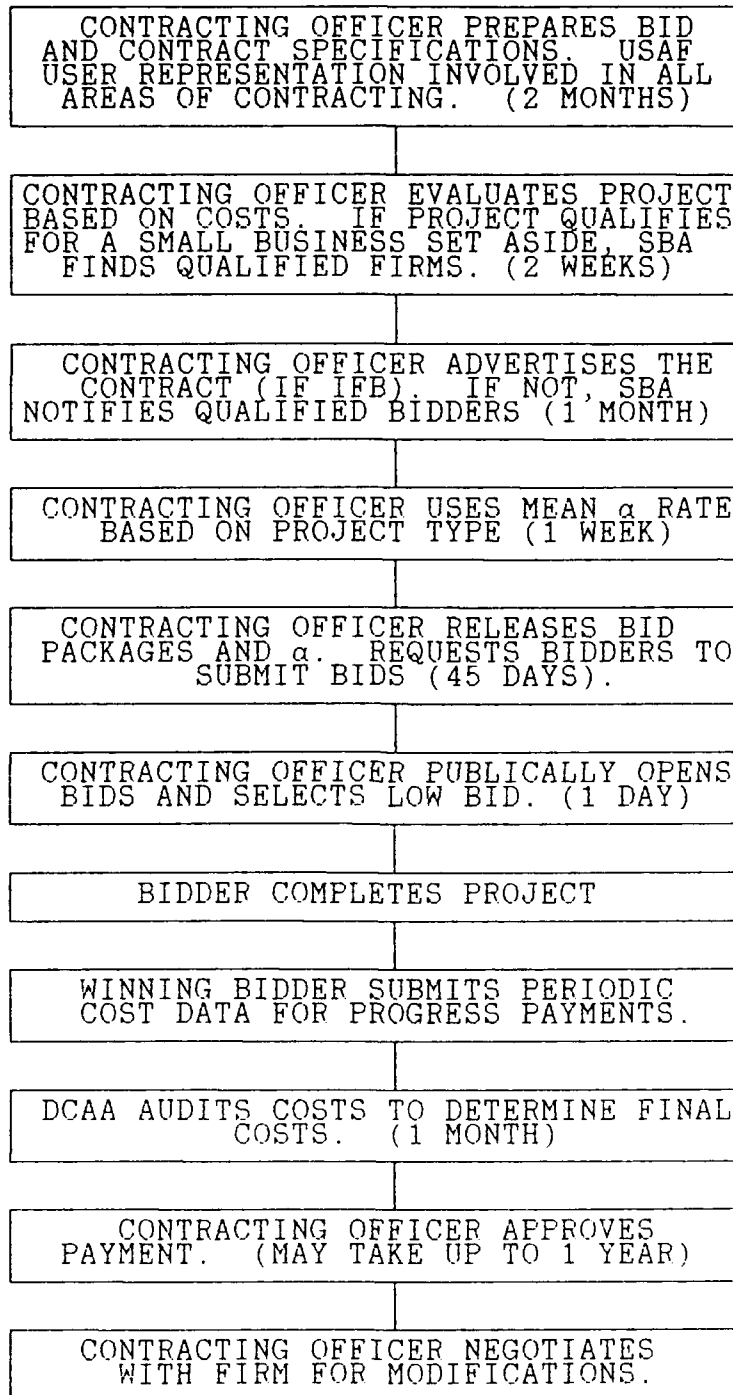 CONTRACTING OFFICER PREPARES BID
AND CONTRACT SPECIFICATIONS. USAF
USER REPRESENTATION INVOLVED IN ALL
AREAS OF CONTRACTING. (2 MONTHS)
CONTRACTING OFFICER EVALUATES PROJECT
BASED ON COSTS. IF PROJECT QUALIFIES
FOR A SMALL BUSINESS SET ASIDE, SBA
FINDS QUALIFIED FIRMS. (2 WEEKS)
CONTRACTING OFFICER ADVERTISES THE
CONTRACT (IF IFB). IF NOT, SBA
NOTIFIES QUALIFIED BIDDERS (1 MONTH)
CONTRACTING OFFICER USES MEAN α RATE
BASED ON PROJECT TYPE (1 WEEK)
CONTRACTING OFFICER RELEASES BID
PACKAGES AND α. REQUESTS BIDDERS TO
SUBMIT BIDS (45 DAYS).
CONTRACTING OFFICER PUBLICALLY OPENS
BIDS AND SELECTS LOW BID. (1 DAY)
BIDDER COMPLETES PROJECT
WINNING BIDDER SUBMITS PERIODIC
COST DATA FOR PROGRESS PAYMENTS.
DCAA AUDITS COSTS TO DETERMINE FINAL
COSTS. (1 MONTH)
CONTRACTING OFFICER APPROVES
PAYMENT. (MAY TAKE UP TO 1 YEAR)
CONTRACTING OFFICER NEGOTIATES
WITH FIRM FOR MODIFICATIONS.